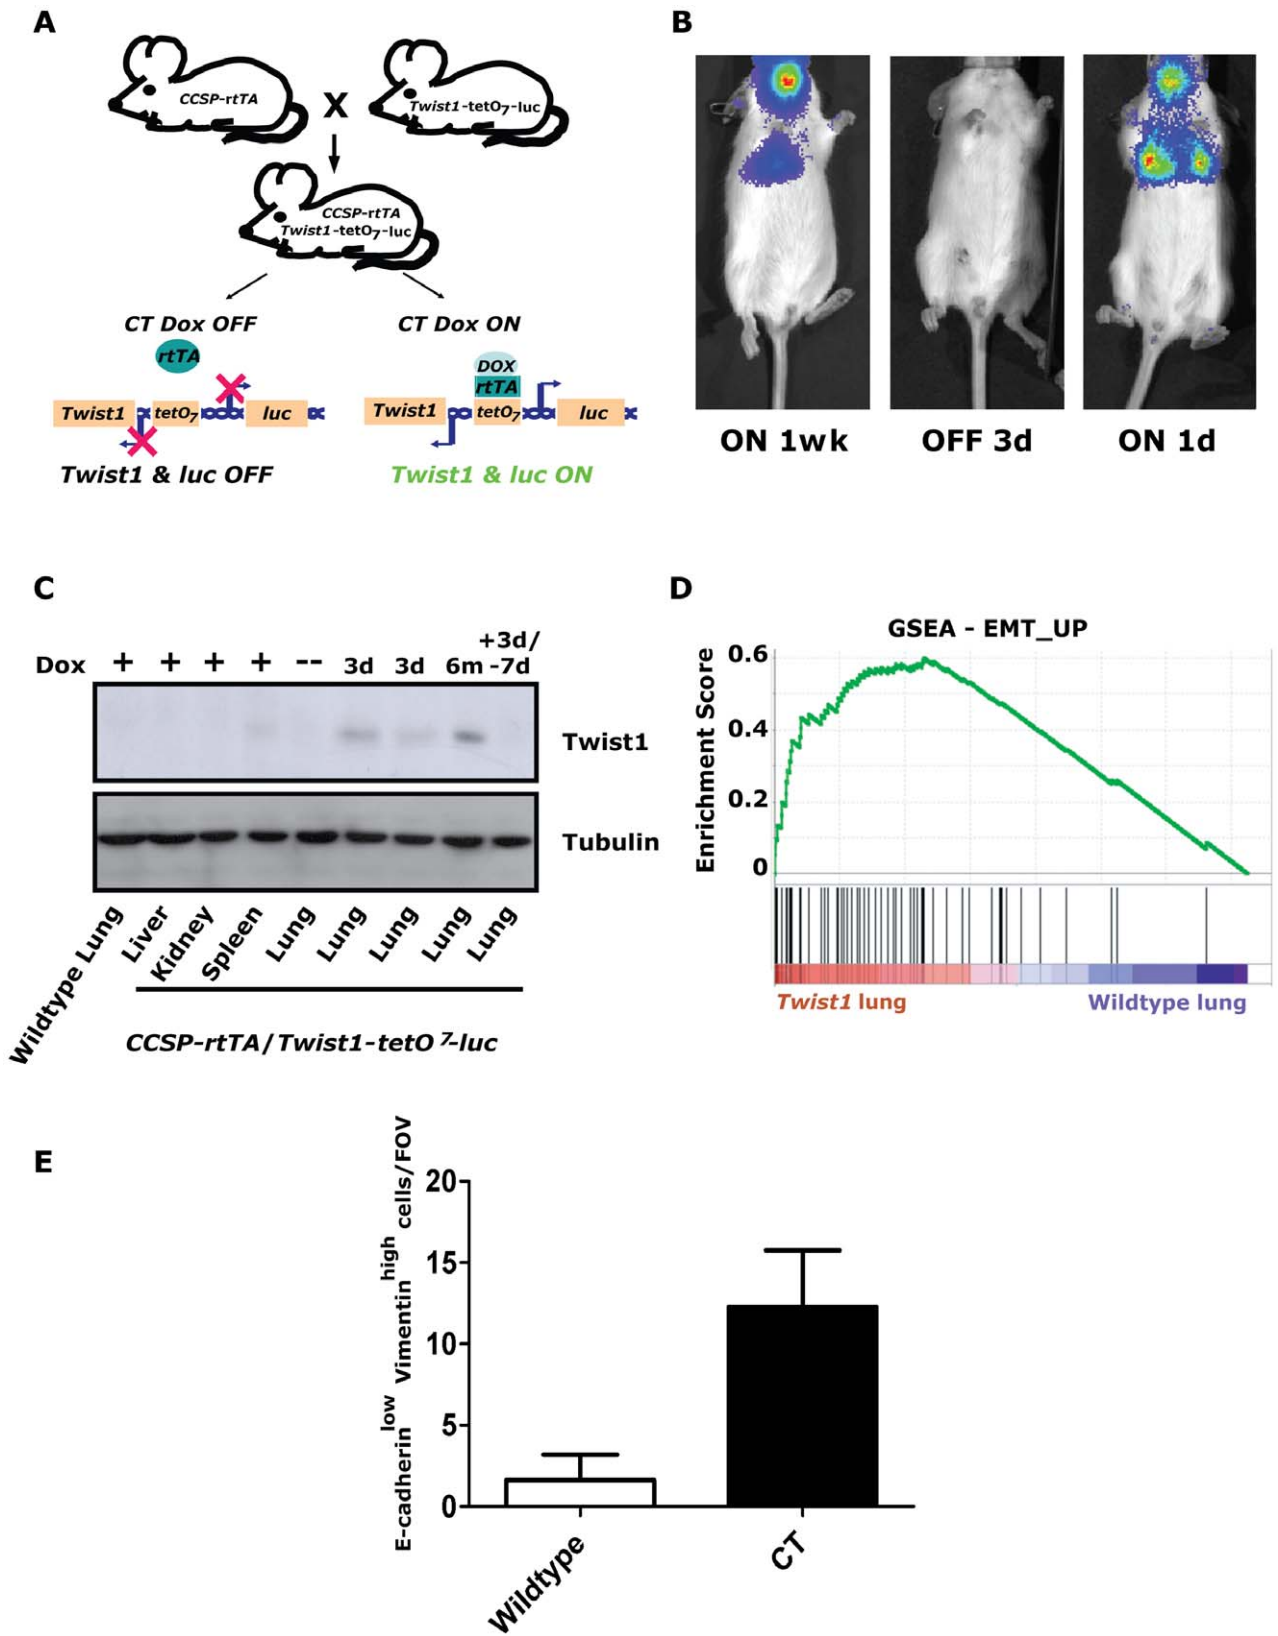 A
CCSP-rtTA
X
Twist1-tetO7-luc
CCSP-rtTA
Twist1-tetO7-luc
CT Dox OFF
CT Dox ON
rtTA
DOX
rtTA
Twist1
tetO7
luc
Twist1
tetO7
luc
Twist1 & luc OFF
Twist1 & luc ON
B
ON 1wk
OFF 3d
ON 1d
C
Dox + + + + -- 3d 3d 6m +3d/
-7d
Twist1
Tubulin
Wildtype Lung
Liver
Kidney
Spleen
Lung
Lung
Lung
Lung
Lung
CCSP-rtTA/Twist1-tetO 7-luc
D
GSEA - EMT_UP
Enrichment Score
0.6
0.4
0.2
0
Twist1 lung
Wildtype lung
E
E-cadherinlow Vimentinhigh cells/FOV
20
15
10
5
0
Wildtype
CT